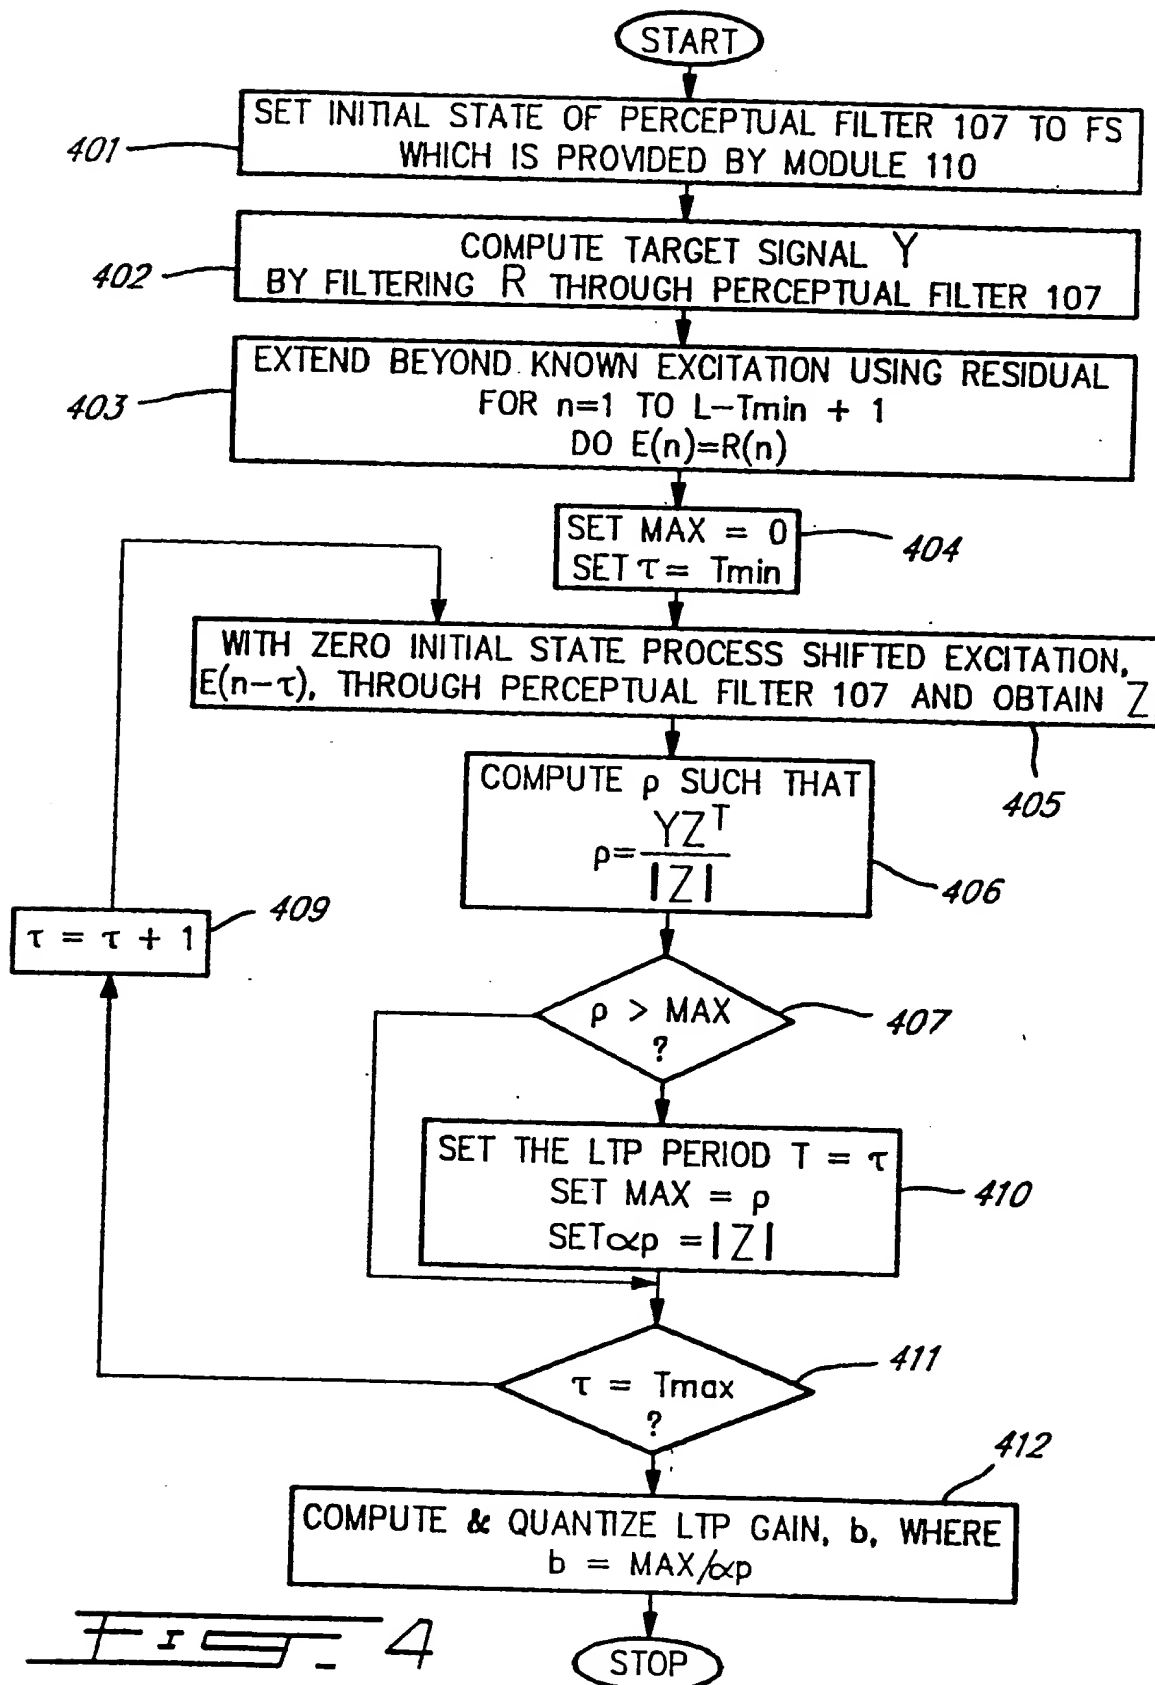 START
SET INITIAL STATE OF PERCEPTUAL FILTER 107 TO FS
WHICH IS PROVIDED BY MODULE 110
401
COMPUTE TARGET SIGNAL Y
BY FILTERING R THROUGH PERCEPTUAL FILTER 107
402
EXTEND BEYOND KNOWN EXCITATION USING RESIDUAL
FOR n=1 TO L-Tmin + 1
DO E(n)=R(n)
403
SET MAX = 0
SET τ = Tmin
404
WITH ZERO INITIAL STATE PROCESS SHIFTED EXCITATION,
E(n-τ), THROUGH PERCEPTUAL FILTER 107 AND OBTAIN Z
405
COMPUTE ρ SUCH THAT
ρ=YZ^T/|Z|
406
τ = τ + 1
409
ρ > MAX
?
407
SET THE LTP PERIOD T = τ
SET MAX = ρ
SET αp = |Z|
410
τ = Tmax
?
411
412
COMPUTE & QUANTIZE LTP GAIN, b, WHERE
b = MAX/αp
STOP
FIG. 4